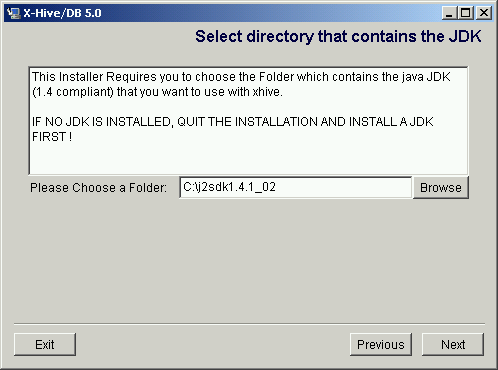 X-Hive/DB 5.0
Select directory that contains the JDK
This Installer Requires you to choose the Folder which contains the java JDK
(1.4 compliant) that you want to use with xhive.
IF NO JDK IS INSTALLED, QUIT THE INSTALLATION AND INSTALL A JDK
FIRST !
Please Choose a Folder: C:\j2sdk1.4.1_02 Browse
Exit Previous Next